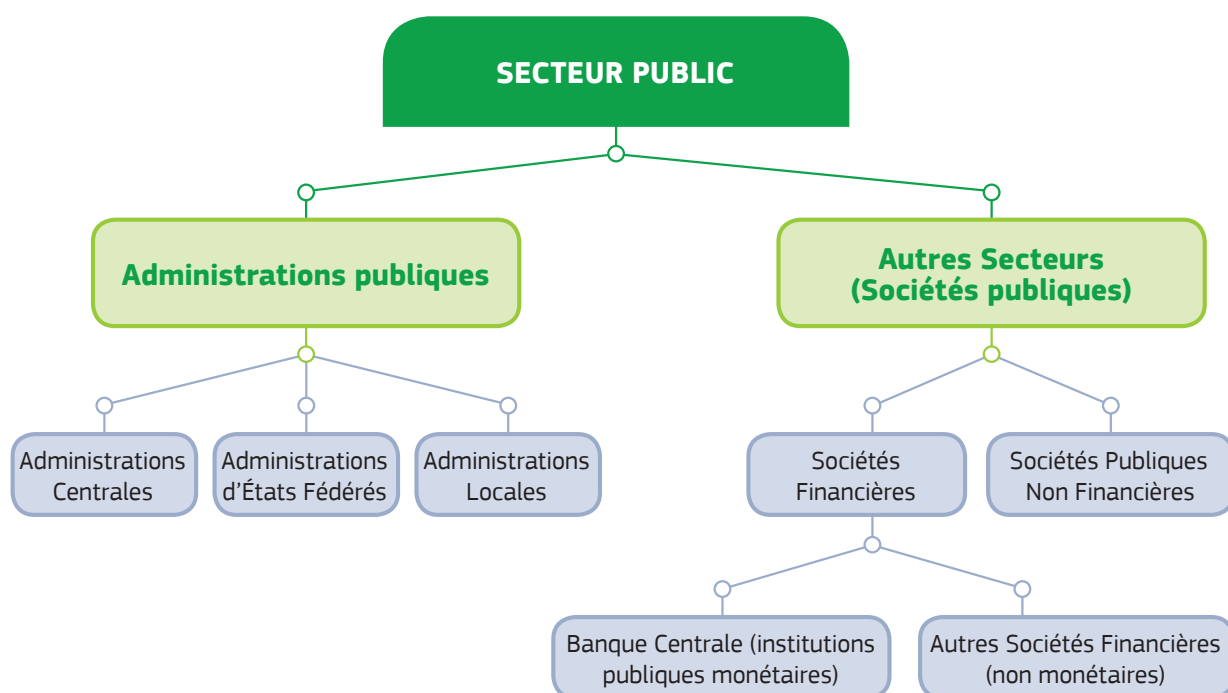 SECTEUR PUBLIC
Administrations publiques
Autres Secteurs
(Sociétés publiques)
Administrations
Centrales
Administrations
d'États Fédérés
Administrations
Locales
Sociétés
Financières
Sociétés Publiques
Non Financières
Banque Centrale (institutions
publiques monétaires)
Autres Sociétés Financières
(non monétaires)